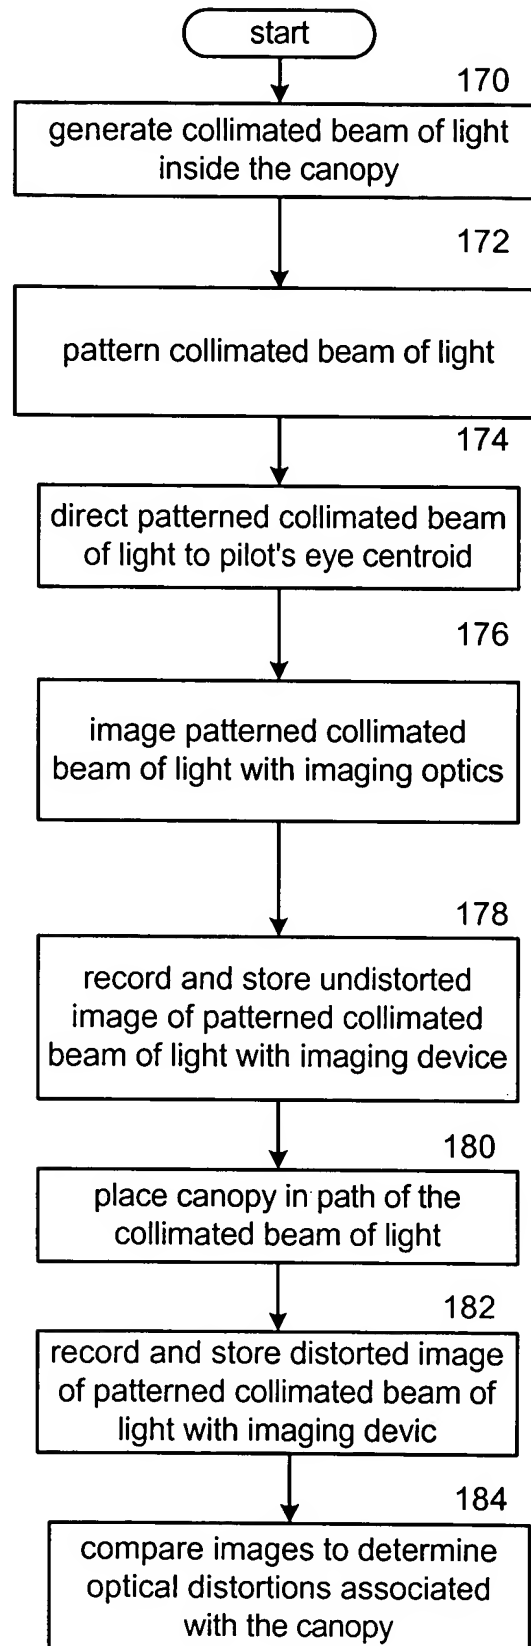 start
170
generate collimated beam of light
inside the canopy
172
pattern collimated beam of light
174
direct patterned collimated beam
of light to pilot's eye centroid
176
image patterned collimated
beam of light with imaging optics
178
record and store undistorted
image of patterned collimated
beam of light with imaging device
180
place canopy in path of the
collimated beam of light
182
record and store distorted image
of patterned collimated beam of
light with imaging devic
184
compare images to determine
optical distortions associated
with the canopy